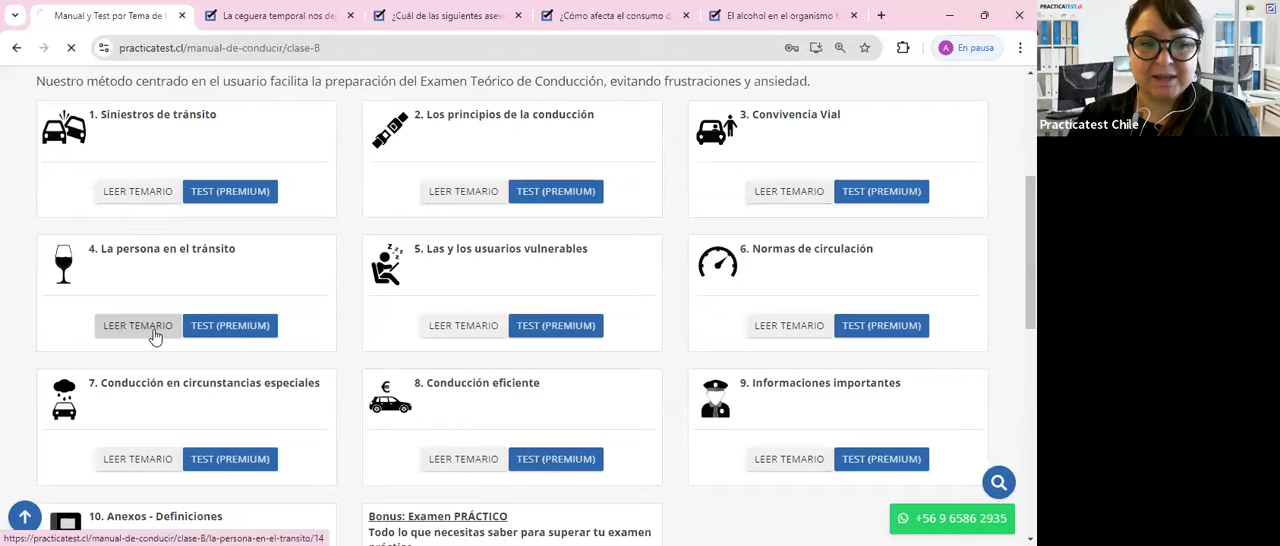 Manual y Test por Tema de
La ceguera temporal nos de
¿Cuál de las siguientes asev
¿Cómo afecta el consumo d
El alcohol en el organismo t
practicatest.cl/manual-de-conducir/clase-B
A
En pausa
Nuestro método centrado en el usuario facilita la preparación del Examen Teórico de Conducción, evitando frustraciones y ansiedad.
1. Siniestros de tránsito
2. Los principios de la conducción
3. Convivencia Vial
LEER TEMARIO
TEST (PREMIUM)
LEER TEMARIO
TEST (PREMIUM)
LEER TEMARIO
TEST (PREMIUM)
4. La persona en el tránsito
5. Las y los usuarios vulnerables
6. Normas de circulación
LEER TEMARIO
TEST (PREMIUM)
LEER TEMARIO
TEST (PREMIUM)
LEER TEMARIO
TEST (PREMIUM)
7. Conducción en circunstancias especiales
8. Conducción eficiente
9. Informaciones importantes
LEER TEMARIO
TEST (PREMIUM)
LEER TEMARIO
TEST (PREMIUM)
LEER TEMARIO
TEST (PREMIUM)
10. Anexos - Definiciones
Bonus: Examen PRÁCTICO
Todo lo que necesitas saber para superar tu examen
+56 9 6586 2935
https://practicatest.cl/manual-de-conducir/clase-B/la-persona-en-el-transito/14
PRACTICATEST.cl
Practicatest Chile